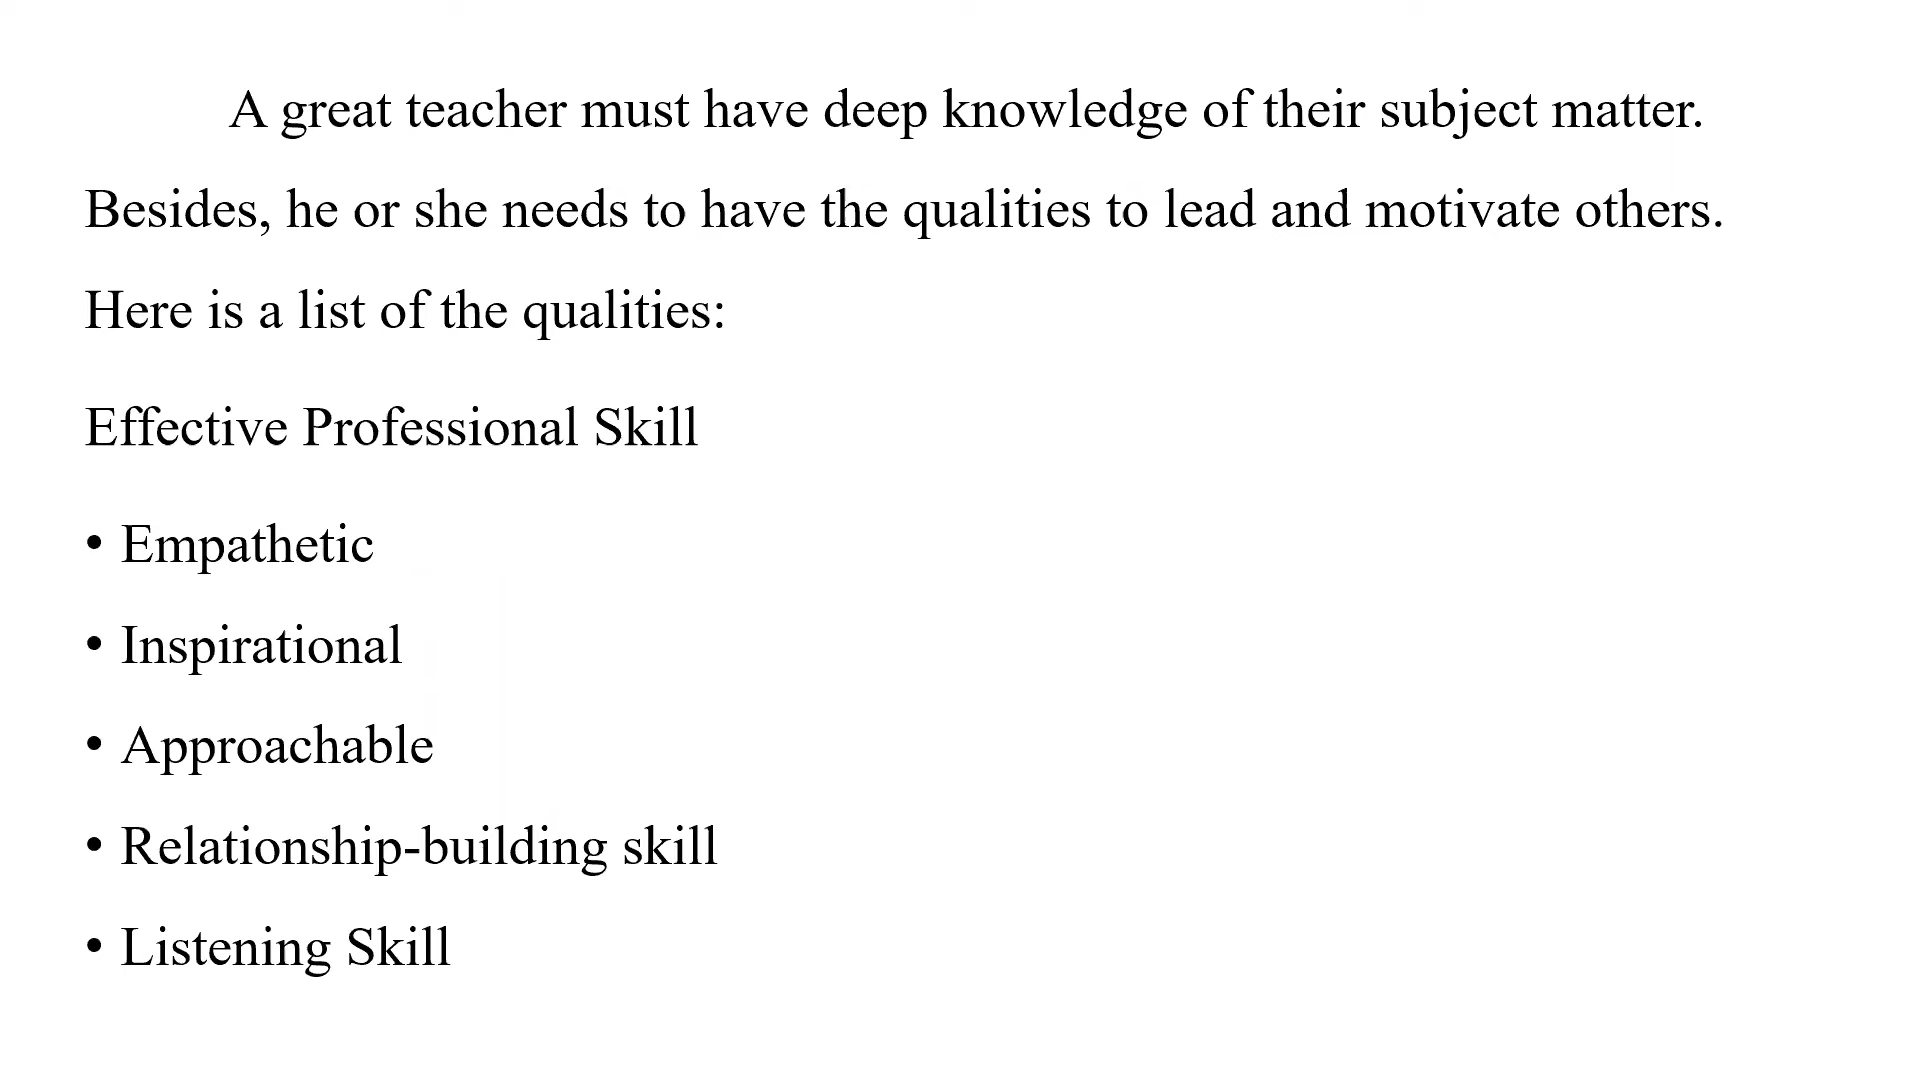 A great teacher must have deep knowledge of their subject matter.
Besides, he or she needs to have the qualities to lead and motivate others.
Here is a list of the qualities:
Effective Professional Skill
• Empathetic
• Inspirational
• Approachable
• Relationship-building skill
• Listening Skill